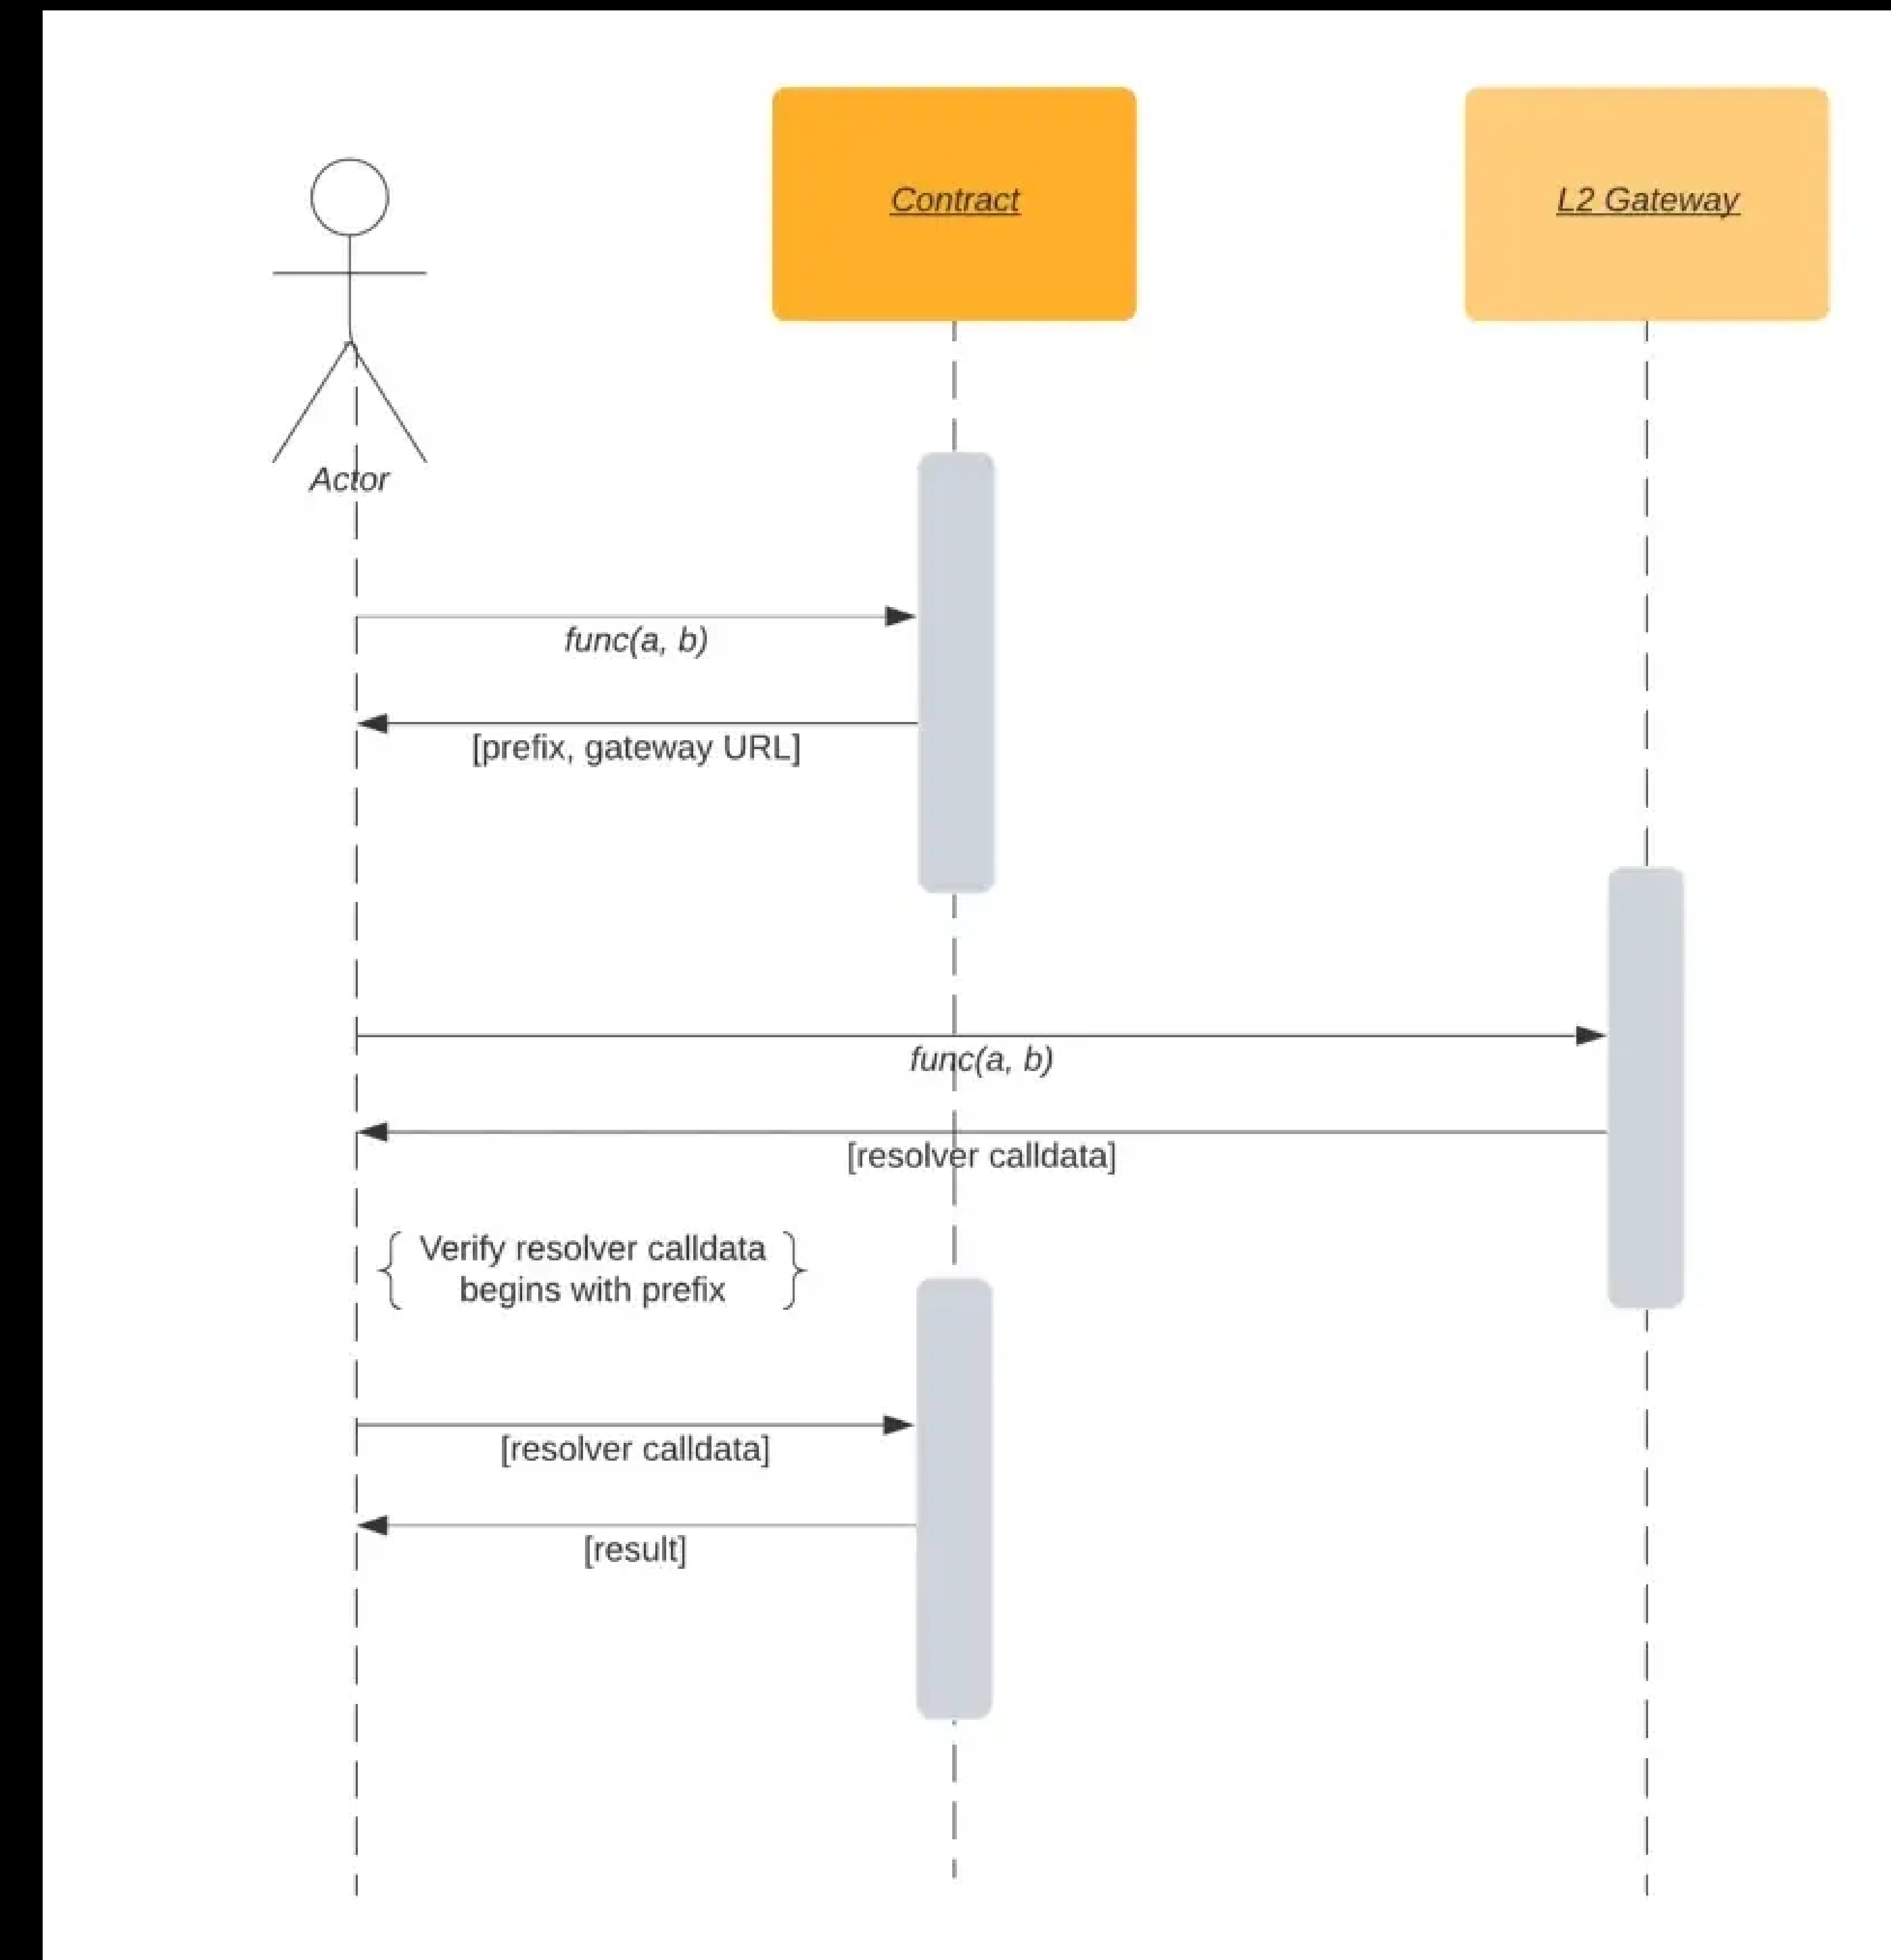 Contract
L2 Gateway
Actor
func(a, b)
[prefix, gateway URL]
func(a, b)
[resolver calldata]
Verify resolver calldata
begins with prefix
[resolver calldata]
[result]